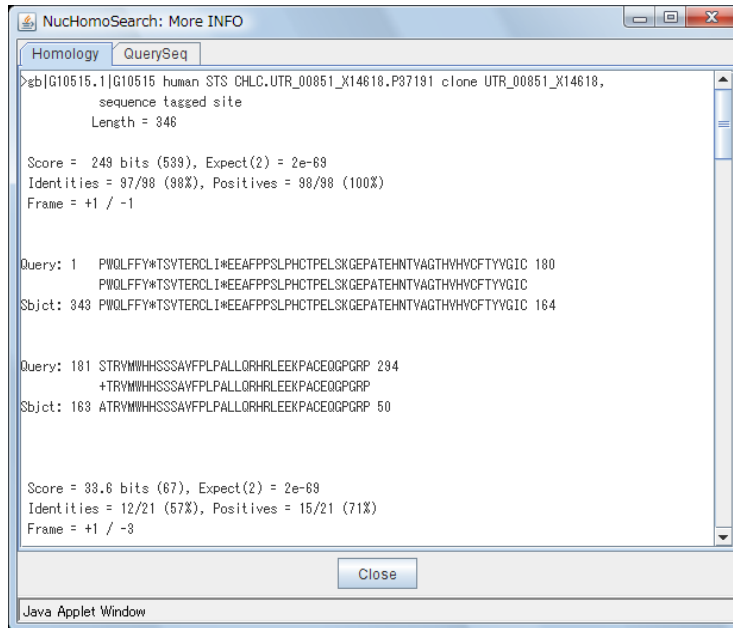 NucHomoSearch: More INFO
Homology QuerySeq
>gb|G10515.1|G10515 human STS CHLC.UTR_00851_X14618.P37191 clone UTR_00851_X14618,
sequence tagged site
Length = 346
Score = 249 bits (539), Expect(2) = 2e-69
Identities = 97/98 (98%), Positives = 98/98 (100%)
Frame = +1 / -1
Query: 1 PWQLFFY*TSVTERCLI*EEAFPPSLPHCTPELSKGEPATEHNTVAGTHVHVCFTYVGIC 180
PWQLFFY*TSVTERCLI*EEAFPPSLPHCTPELSKGEPATEHNTVAGTHVHVCFTYVGIC
Sbjct: 343 PWQLFFY*TSVTERCLI*EEAFPPSLPHCTPELSKGEPATEHNTVAGTHVHVCFTYVGIC 164
Query: 181 STRVMWHHSSSAVFPLPALLQRHRLEEKPACEQGPGRP 294
+TRVMWHHSSSAVFPLPALLQRHRLEEKPACEQGPGRP
Sbjct: 163 ATRVMWHHSSSAVFPLPALLQRHRLEEKPACEQGPGRP 50
Score = 33.6 bits (67), Expect(2) = 2e-69
Identities = 12/21 (57%), Positives = 15/21 (71%)
Frame = +1 / -3
Close
Java Applet Window